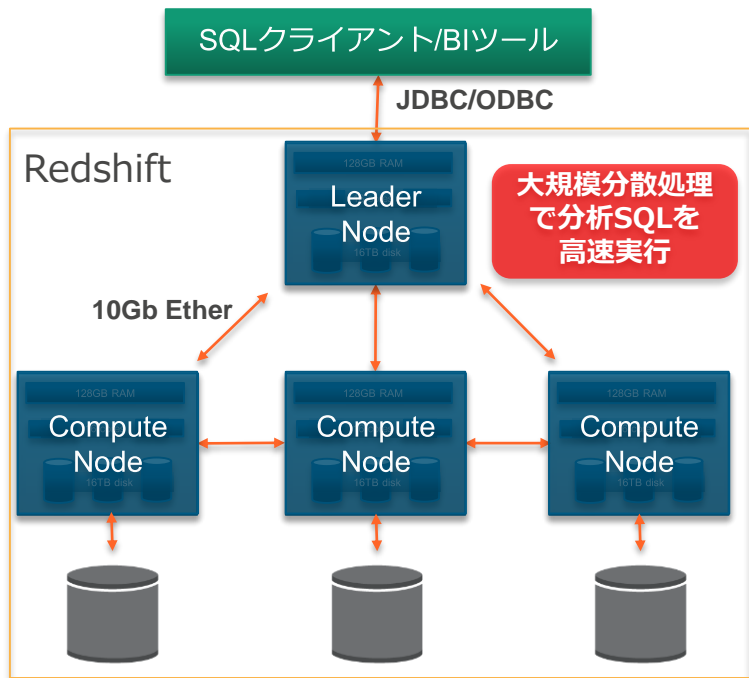 SQLクライアント/BIツール
JDBC/ODBC
Redshift
128GB RAM
Leader
Node
16TB disk
大規模分散処理
で分析SQLを
高速実行
10Gb Ether
128GB RAM
Compute
Node
16TB disk
128GB RAM
Compute
Node
16TB disk
128GB RAM
Compute
Node
16TB disk